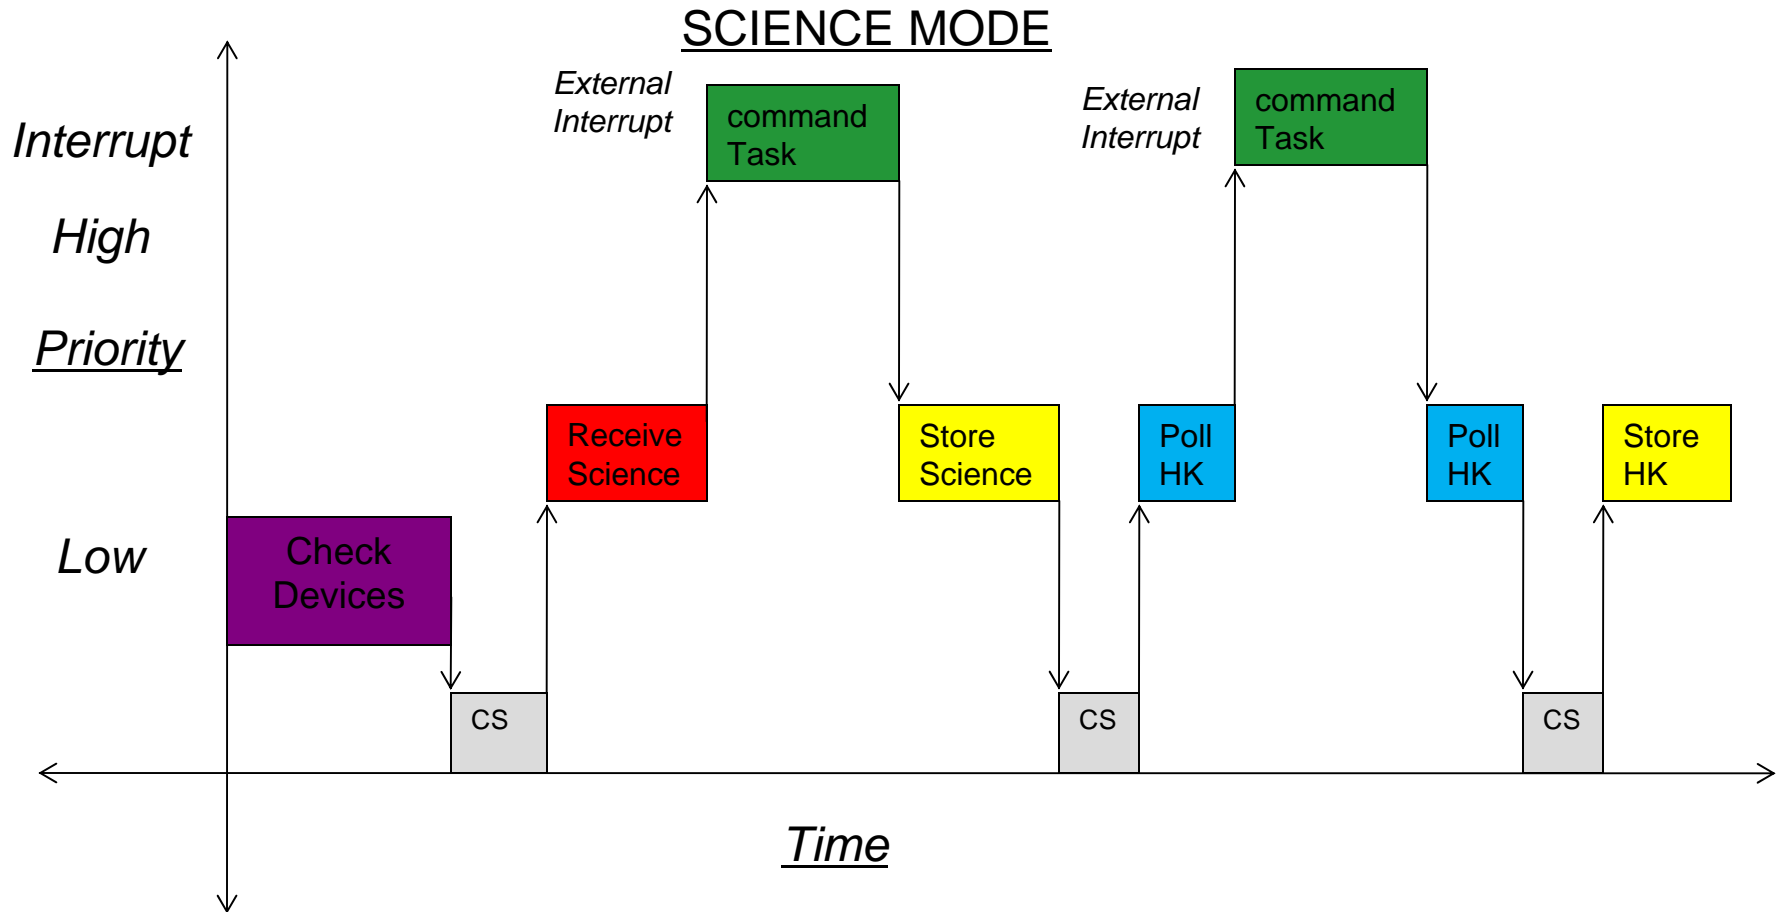 SCIENCE MODE
External
Interrupt
command
Task
External
Interrupt
command
Task
Interrupt
High
Priority
Low
Receive
Science
Store
Science
Poll
HK
Poll
HK
Store
HK
Check
Devices
CS
CS
CS
Time